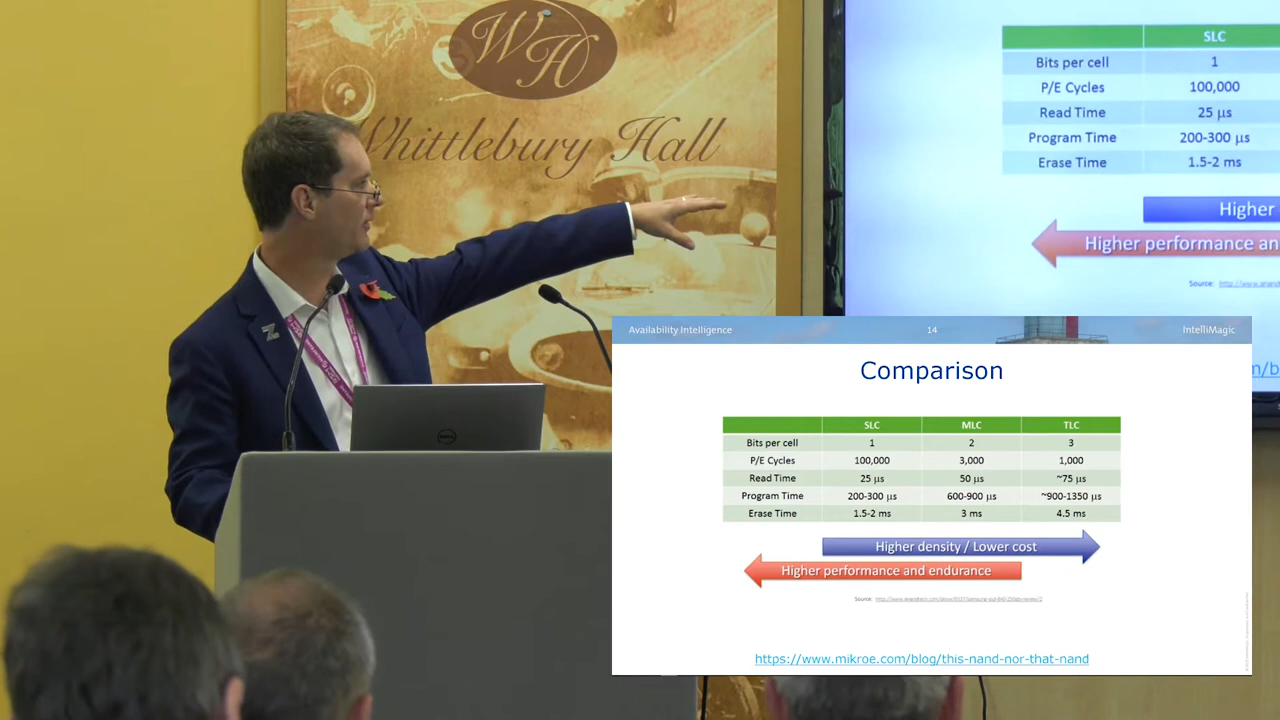 WH
Whittlebury Hall
SLC
Bits per cell 1
P/E Cycles 100,000
Read Time 25 µs
Program Time 200-300 µs
Erase Time 1.5-2 ms
Higher
Higher performance an
Source:
Z
DELL
Availability Intelligence 14 IntelliMagic
Comparison
SLC MLC TLC
Bits per cell 1 2 3
P/E Cycles 100,000 3,000 1,000
Read Time 25 µs 50 µs ~75 µs
Program Time 200-300 µs 600-900 µs ~900-1350 µs
Erase Time 1.5-2 ms 3 ms 4.5 ms
Higher density / Lower cost
Higher performance and endurance
Source:
https://www.mikroe.com/blog/this-nand-nor-that-nand